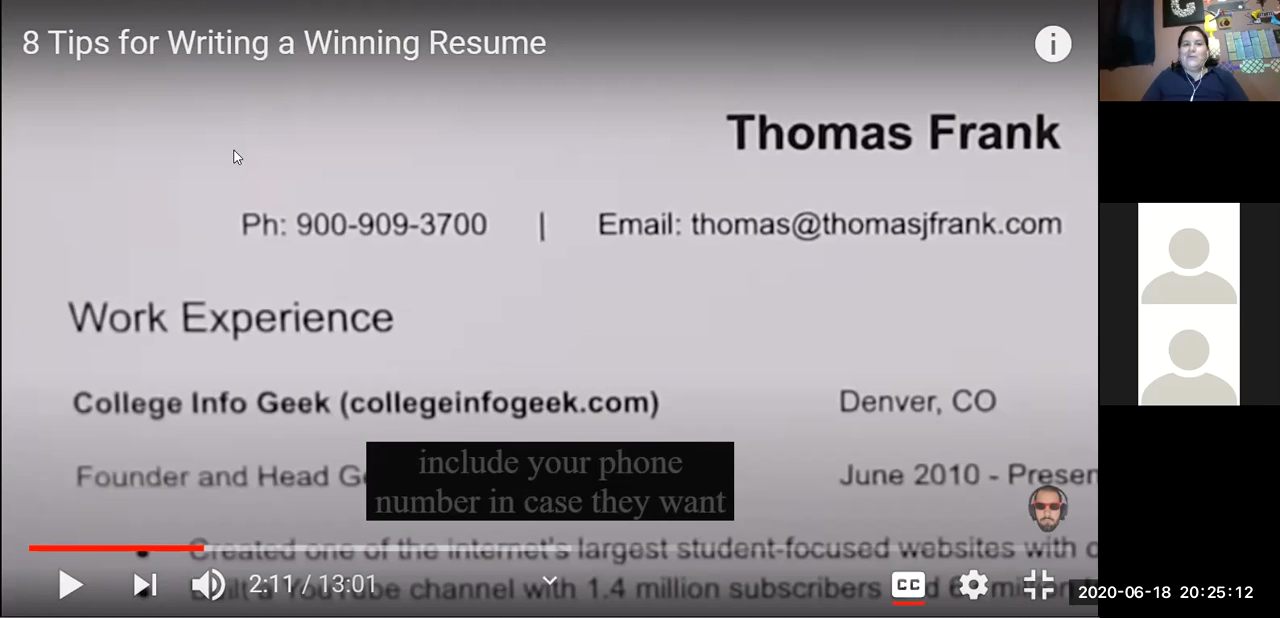 8 Tips for Writing a Winning Resume
Thomas Frank
Ph: 900-909-3700 | Email: thomas@thomasjfrank.com
Work Experience
College Info Geek (collegeinfogeek.com) Denver, CO
Founder and Head June 2010 - Presen
include your phone
number in case they want
Created one of the Internet's largest student-focused websites with
2:11 / 13:01
channel with 1.4 million subscribers
CC
2020-06-18 20:25:12